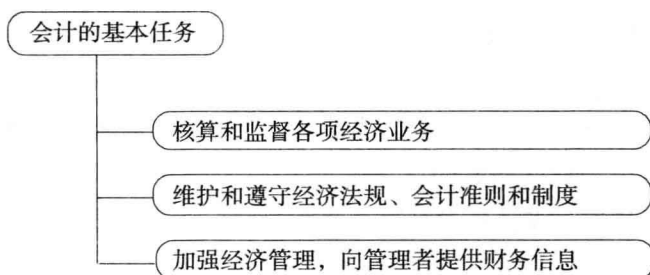 会计的基本任务
核算和监督各项经济业务
维护和遵守经济法规、会计准则和制度
加强经济管理，向管理者提供财务信息